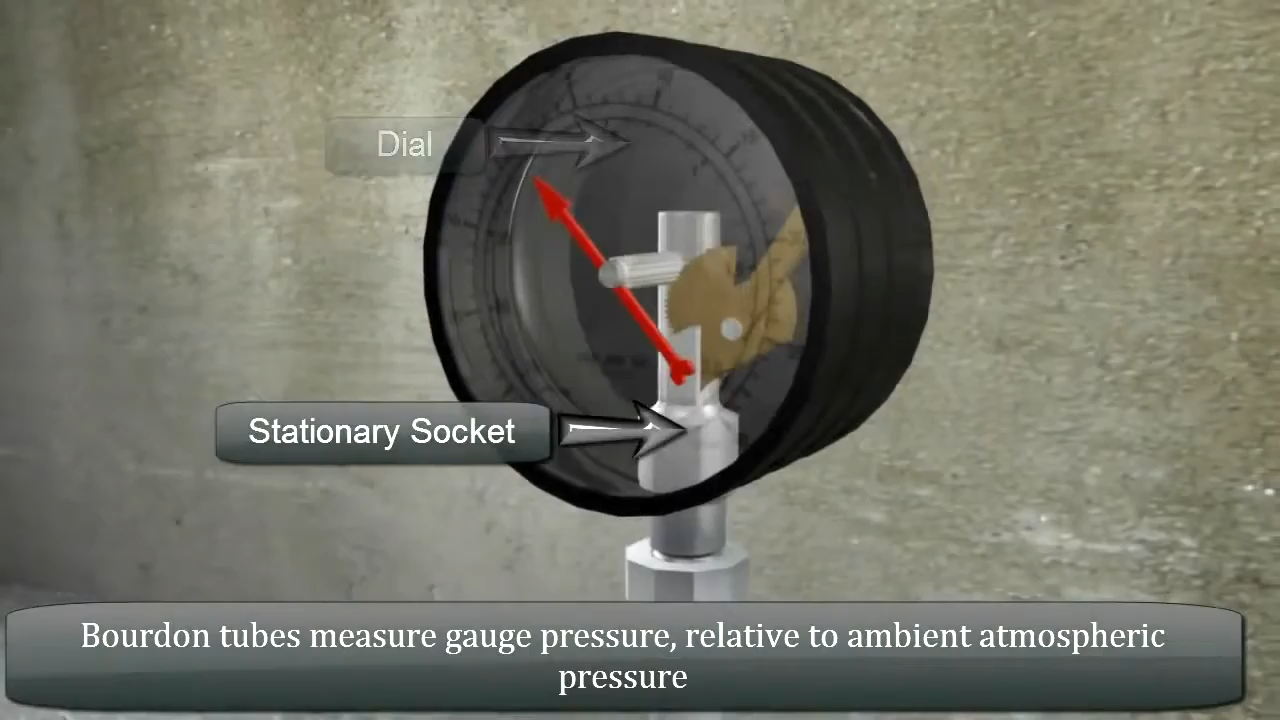 Dial
Stationary Socket
Bourdon tubes measure gauge pressure, relative to ambient atmospheric
pressure